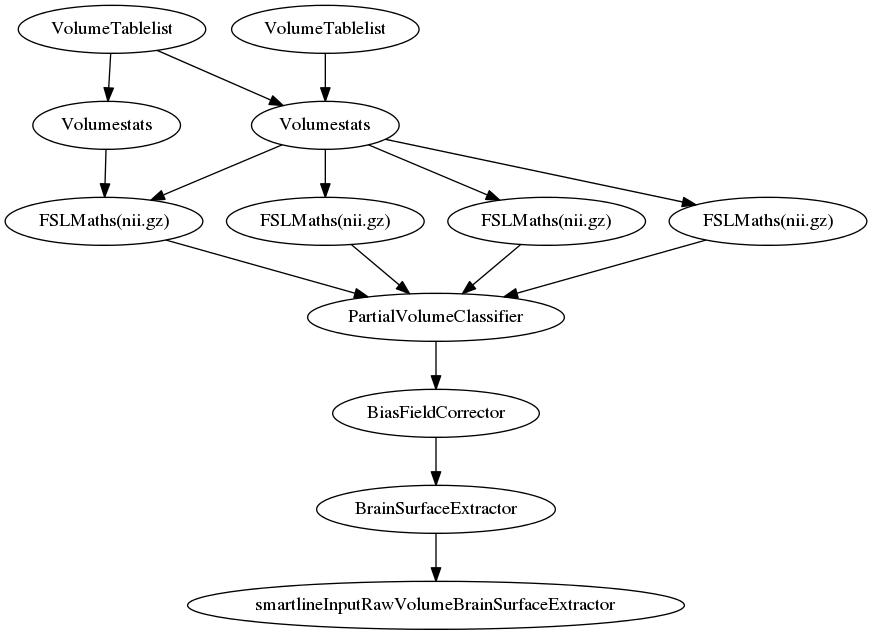 VolumeTablelist
VolumeTablelist
Volumestats
Volumestats
FSLMaths(nii.gz)
FSLMaths(nii.gz)
FSLMaths(nii.gz)
FSLMaths(nii.gz)
PartialVolumeClassifier
BiasFieldCorrector
BrainSurfaceExtractor
smartlineInputRawVolumeBrainSurfaceExtractor